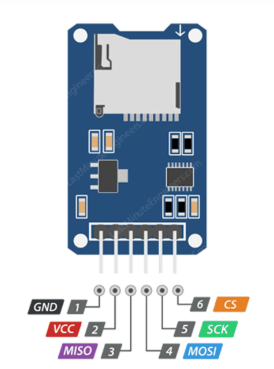 GND 1 6 CS
VCC 2 5 SCK
MISO 3 4 MOSI